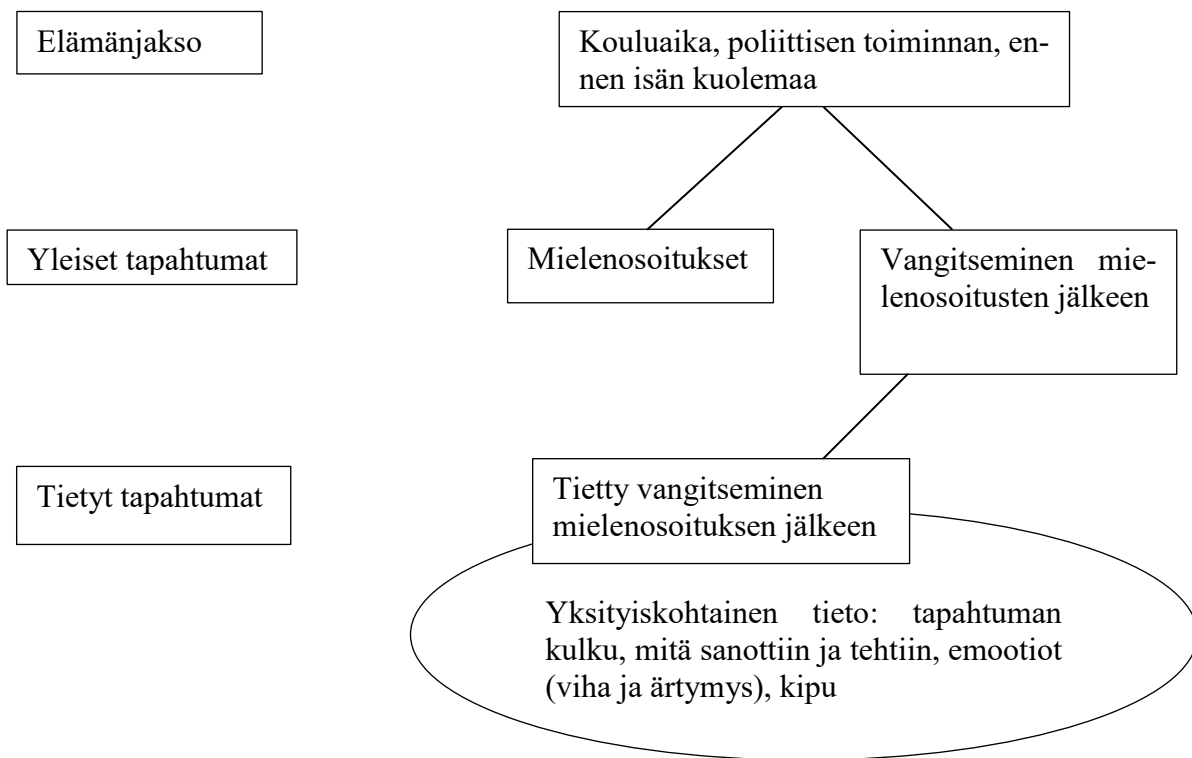 Elämänjakso
Kouluaika, poliittisen toiminnan, en-
nen isän kuolemaa
Yleiset tapahtumat
Mielenosoitukset
Vangitseminen mie-
lenosoitusten jälkeen
Tietyt tapahtumat
Tietty vangitseminen
mielenosoituksen jälkeen
Yksityiskohtainen tieto: tapahtuman
kulku, mitä sanottiin ja tehtiin, emootiot
(viha ja ärtymys), kipu